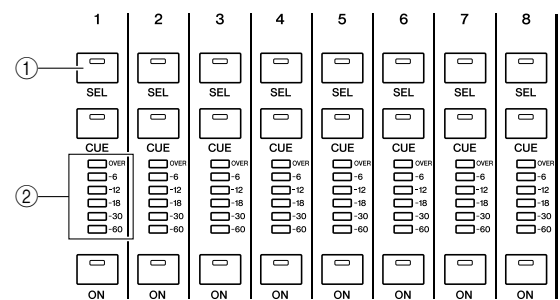 1 2 3 4 5 6 7 8
①
SEL SEL SEL SEL SEL SEL SEL SEL
CUE CUE CUE CUE CUE CUE CUE CUE
OVER OVER OVER OVER OVER OVER OVER OVER
-6 -6 -6 -6 -6 -6 -6 -6
-12 -12 -12 -12 -12 -12 -12 -12
②
-18 -18 -18 -18 -18 -18 -18 -18
-30 -30 -30 -30 -30 -30 -30 -30
-60 -60 -60 -60 -60 -60 -60 -60
ON ON ON ON ON ON ON ON